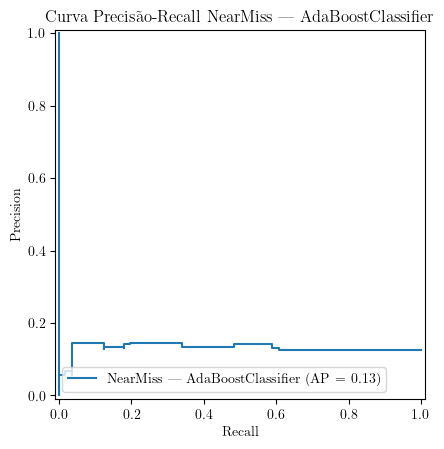 Curva Precisão-Recall NearMiss — AdaBoostClassifier
1.0
0.8
0.6
0.4
0.2
0.0
Precision
NearMiss — AdaBoostClassifier (AP = 0.13)
0.0 0.2 0.4 0.6 0.8 1.0
Recall